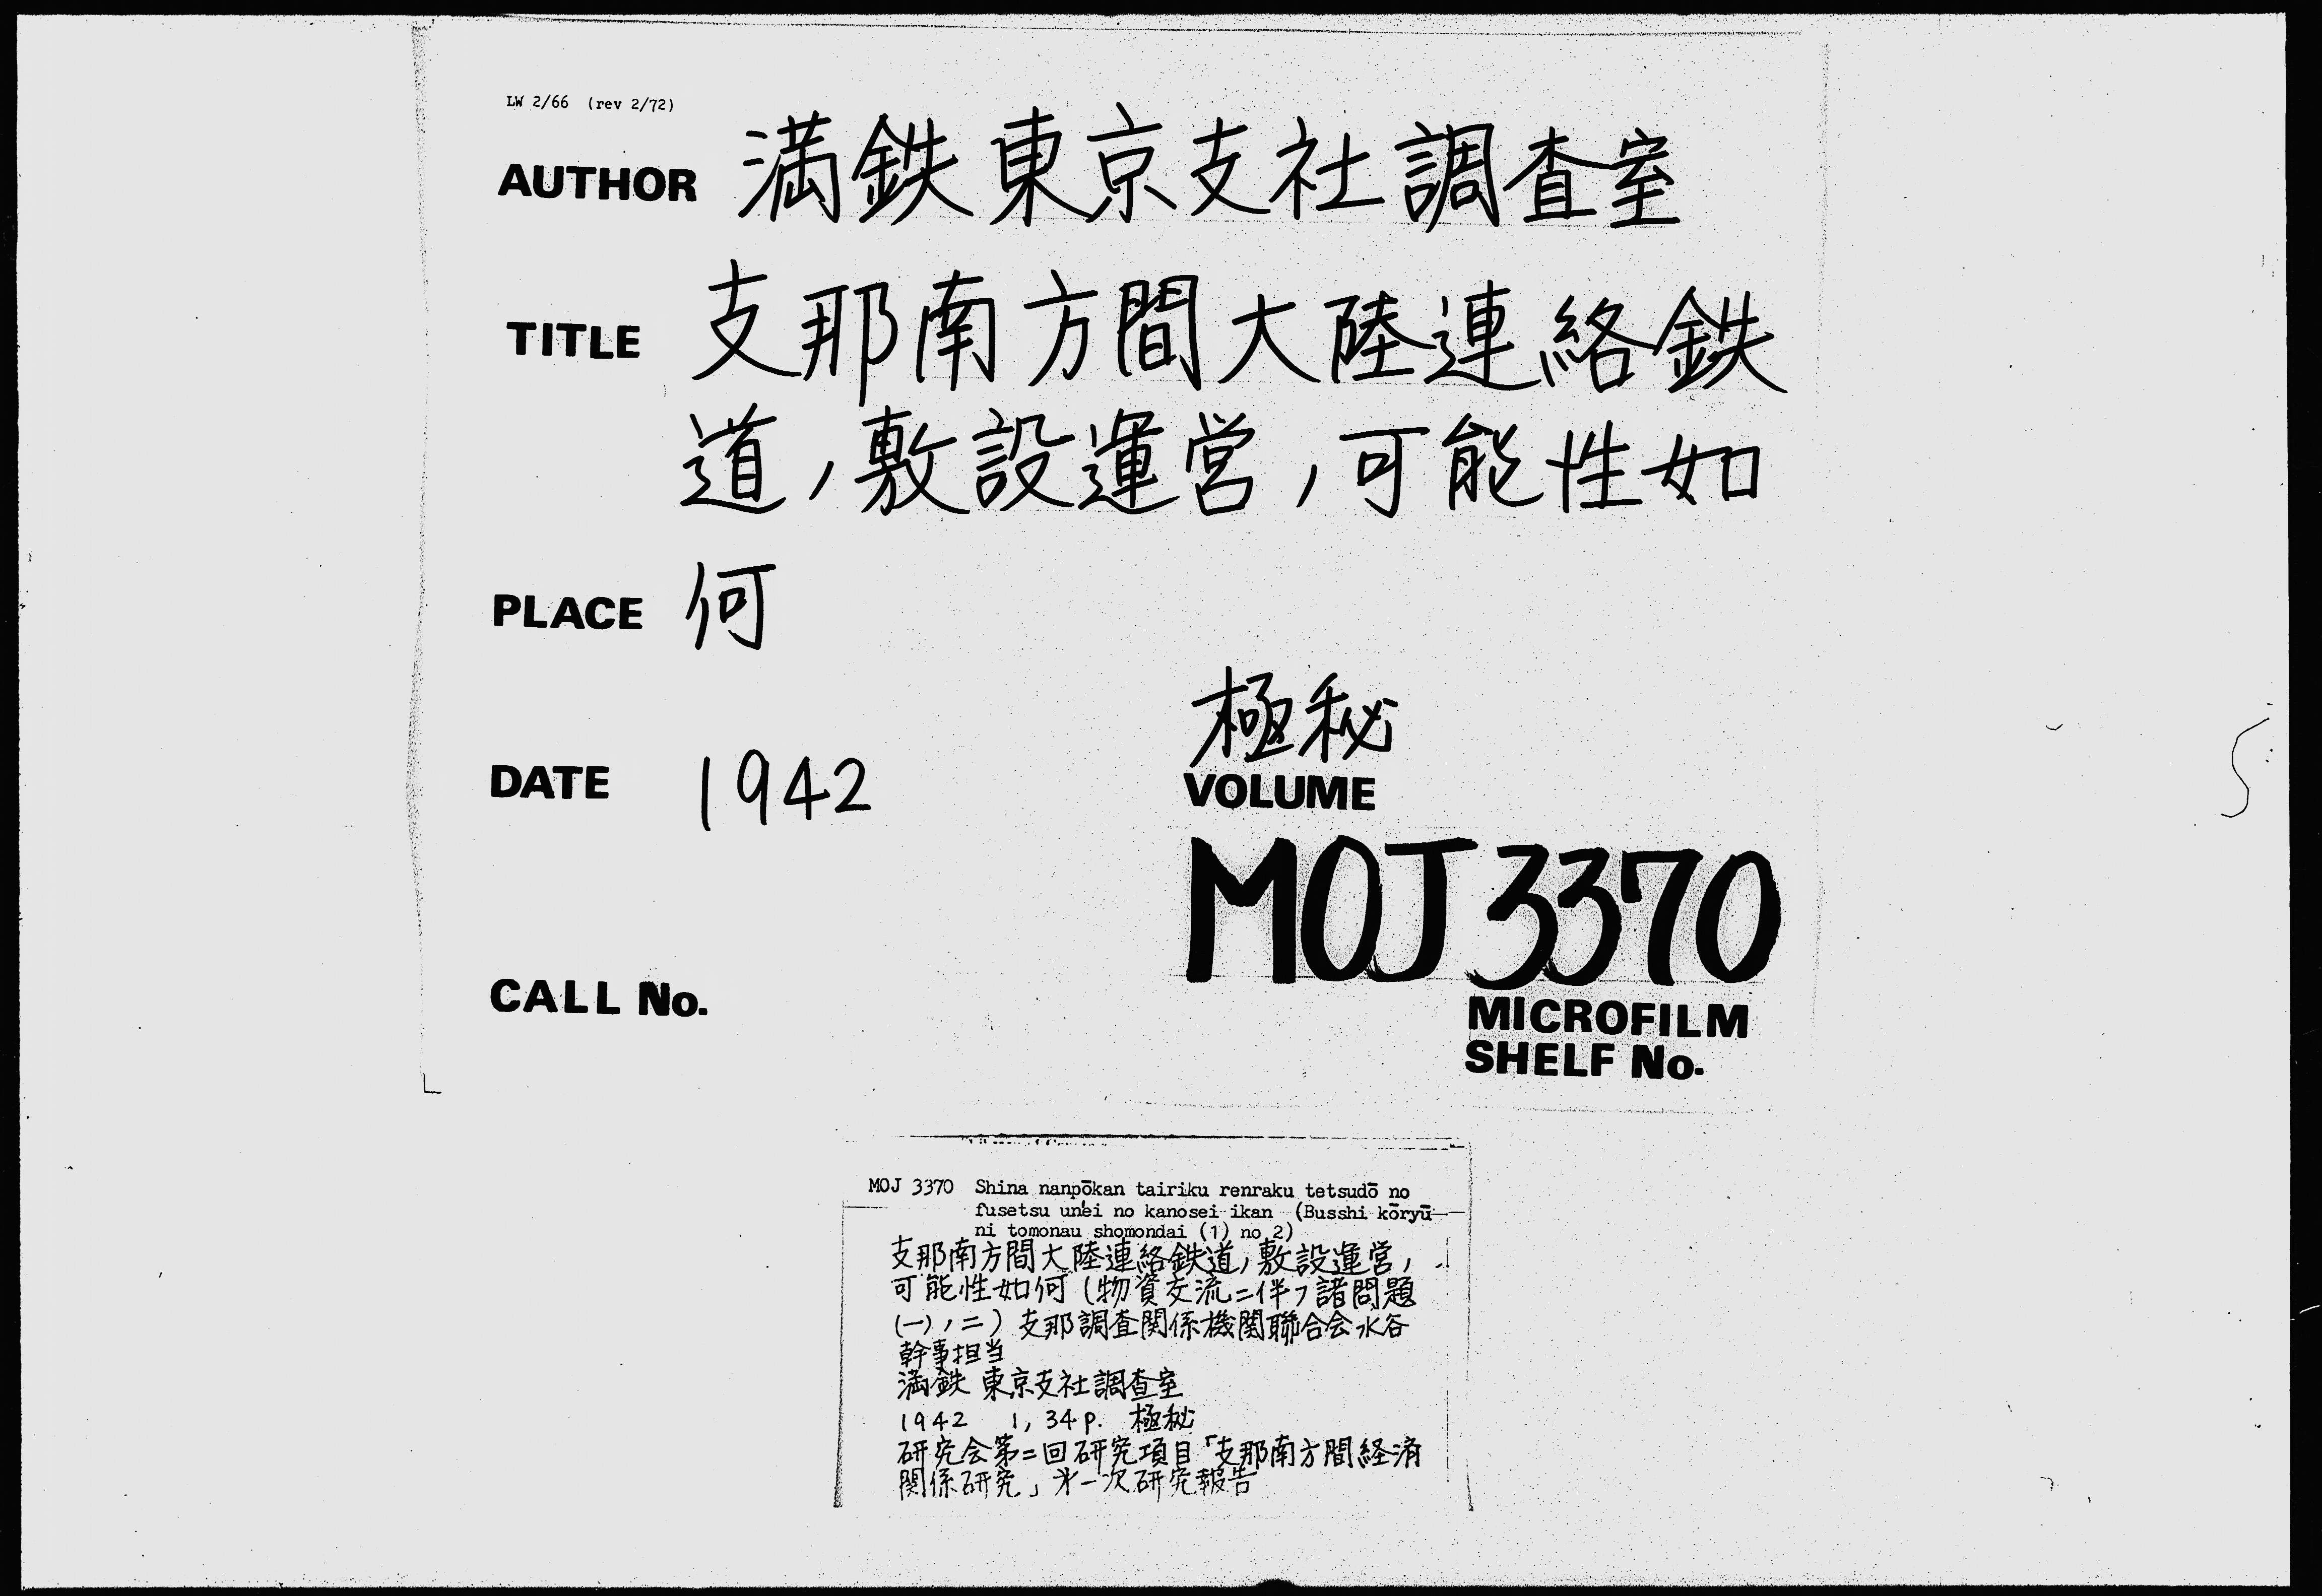 LW 2/66 (rev 2/72)
AUTHOR 満鉄東京支社調査室
TITLE 支那南方間大陸連絡鉄
道ノ敷設運営ノ可能性如
PLACE 何
極秘
DATE 1942
VOLUME
MOJ 3370
CALL No.
MICROFILM
SHELF No.
MOJ 3370 Shina nanpōkan tairiku renraku tetsudō no
fusetsu un'ei no kanosei ikan (Busshi kōryū
ni tomonau shomondai (1) no 2)
支那南方間大陸連絡鉄道ノ敷設運営ノ
可能性如何 (物資交流ニ伴フ諸問題
(一)ノ二) 支那調査関係機関聯合会水谷
幹事担当
満鉄 東京支社調査室
1942 1, 34p. 極秘
研究会第二回研究項目「支那南方間経済
関係研究」才一次研究報告